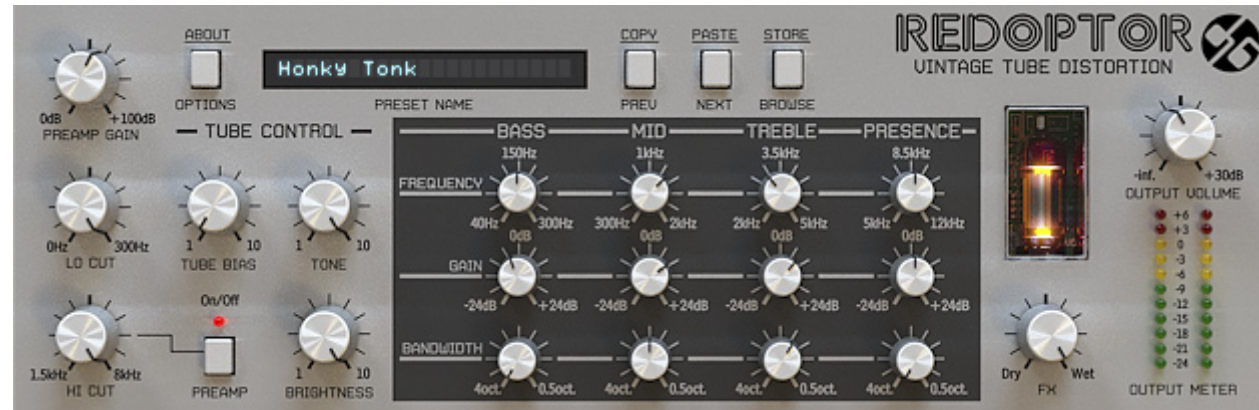 REDOPTOR
VINTAGE TUBE DISTORTION
ABOUT
OPTIONS
Honky Tonk
PRESET NAME
COPY PASTE STORE
PREV NEXT BROWSE
0dB +100dB
PREAMP GAIN
TUBE CONTROL
0Hz 300Hz
LO CUT
1 10
TUBE BIAS
1 10
TONE
1.5kHz 8kHz
HI CUT
On/Off
PREAMP
1 10
BRIGHTNESS
BASS MID TREBLE PRESENCE
150Hz 1kHz 3.5kHz 8.5kHz
FREQUENCY
40Hz 300Hz 300Hz 2kHz 2kHz 5kHz 5kHz 12kHz
0dB 0dB 0dB 0dB
GAIN
-24dB +24dB -24dB +24dB -24dB +24dB -24dB +24dB
BANDWIDTH
4oct. 0.5oct. 4oct. 0.5oct. 4oct. 0.5oct. 4oct. 0.5oct.
Dry Wet
FX
-inf. +30dB
OUTPUT VOLUME
+6
+3
0
-3
-6
-9
-12
-15
-18
-21
-24
OUTPUT METER